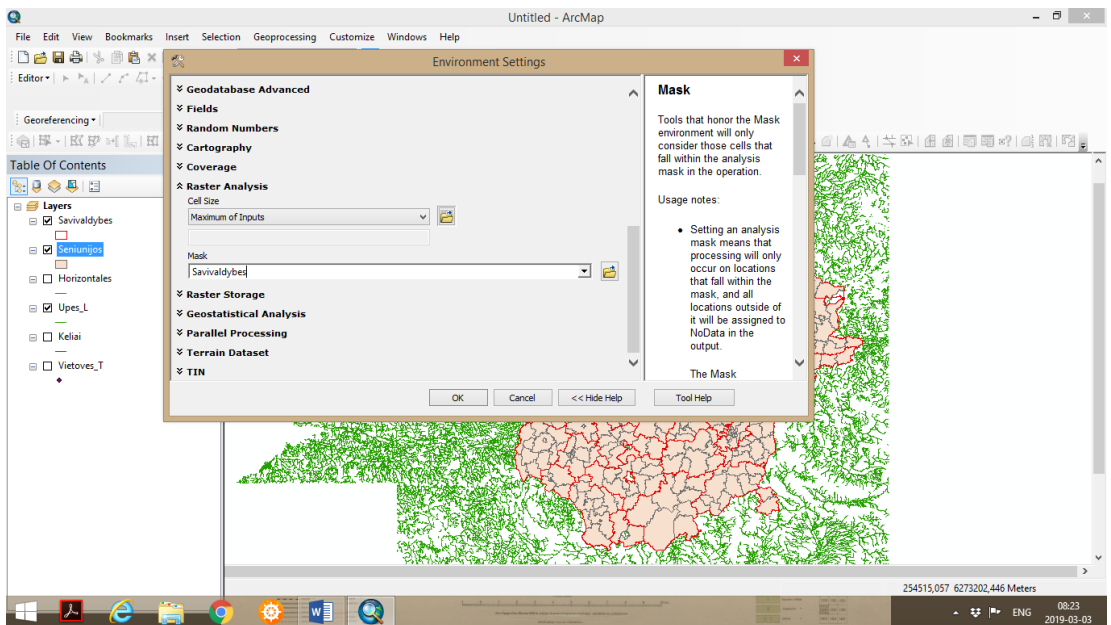 Untitled - ArcMap
File Edit View Bookmarks Insert Selection Geoprocessing Customize Windows Help
Editor
Georeferencing
Table Of Contents
Layers
Savivaldybes
Seniunijos
Horizontales
Upes_L
Keliai
Vietoves_T
Environment Settings
Geodatabase Advanced
Fields
Random Numbers
Cartography
Coverage
Raster Analysis
Cell Size
Maximum of Inputs
Mask
Savivaldybes
Raster Storage
Geostatistical Analysis
Parallel Processing
Terrain Dataset
TIN
OK Cancel << Hide Help Tool Help
Mask
Tools that honor the Mask
environment will only
consider those cells that
fall within the analysis
mask in the operation.
Usage notes:
• Setting an analysis
mask means that
processing will only
occur on locations
that fall within the
mask, and all
locations outside of
it will be assigned to
NoData in the
output.
The Mask
254515,057 6273202,446 Meters
ENG
08:23
2019-03-03